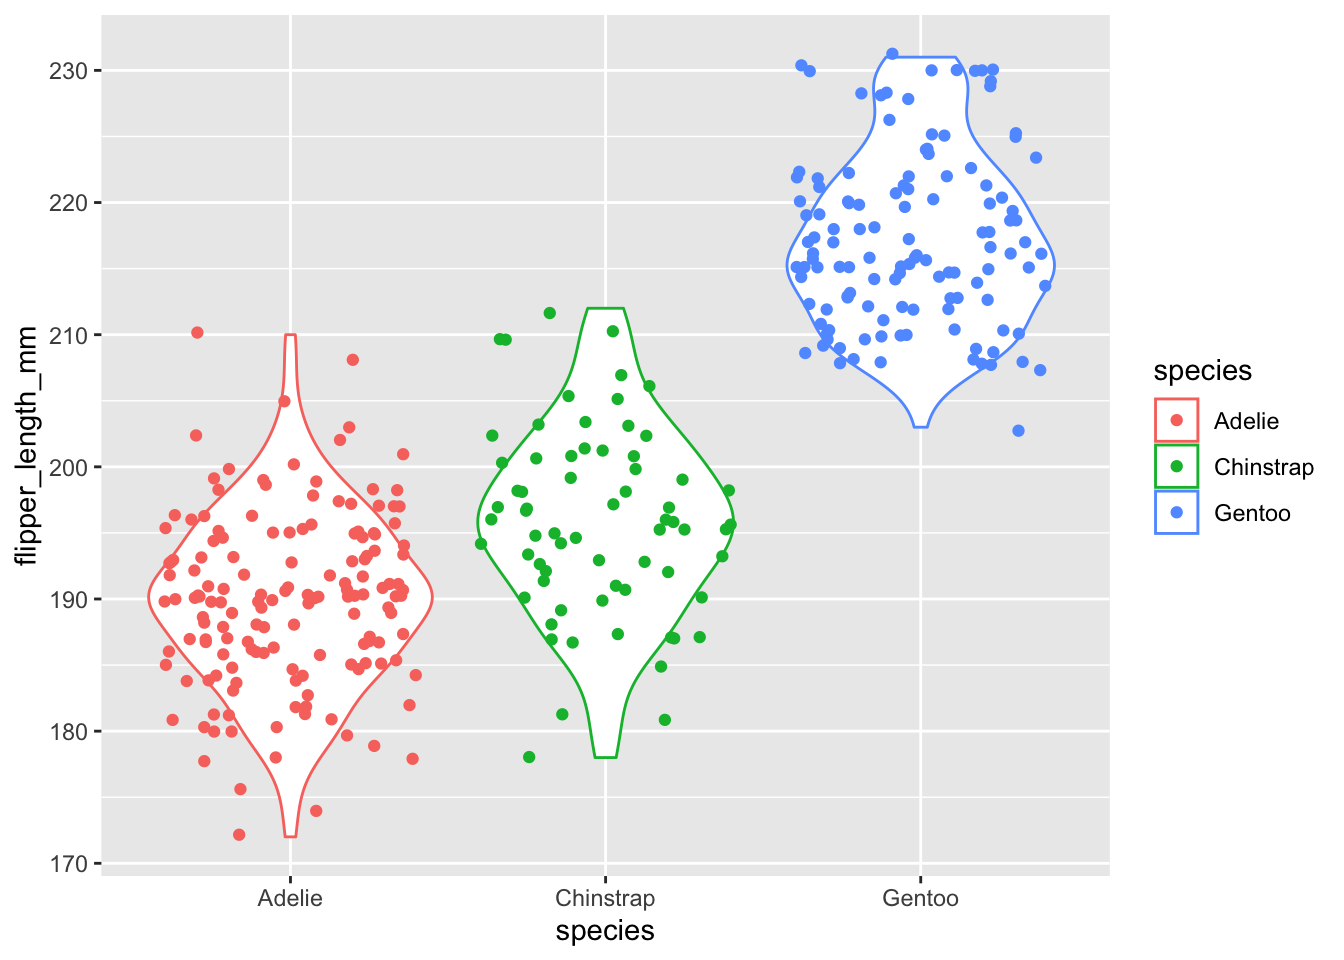 230
220
210
200
190
180
170
flipper_length_mm
Adelie
Chinstrap
Gentoo
species
species
Adelie
Chinstrap
Gentoo